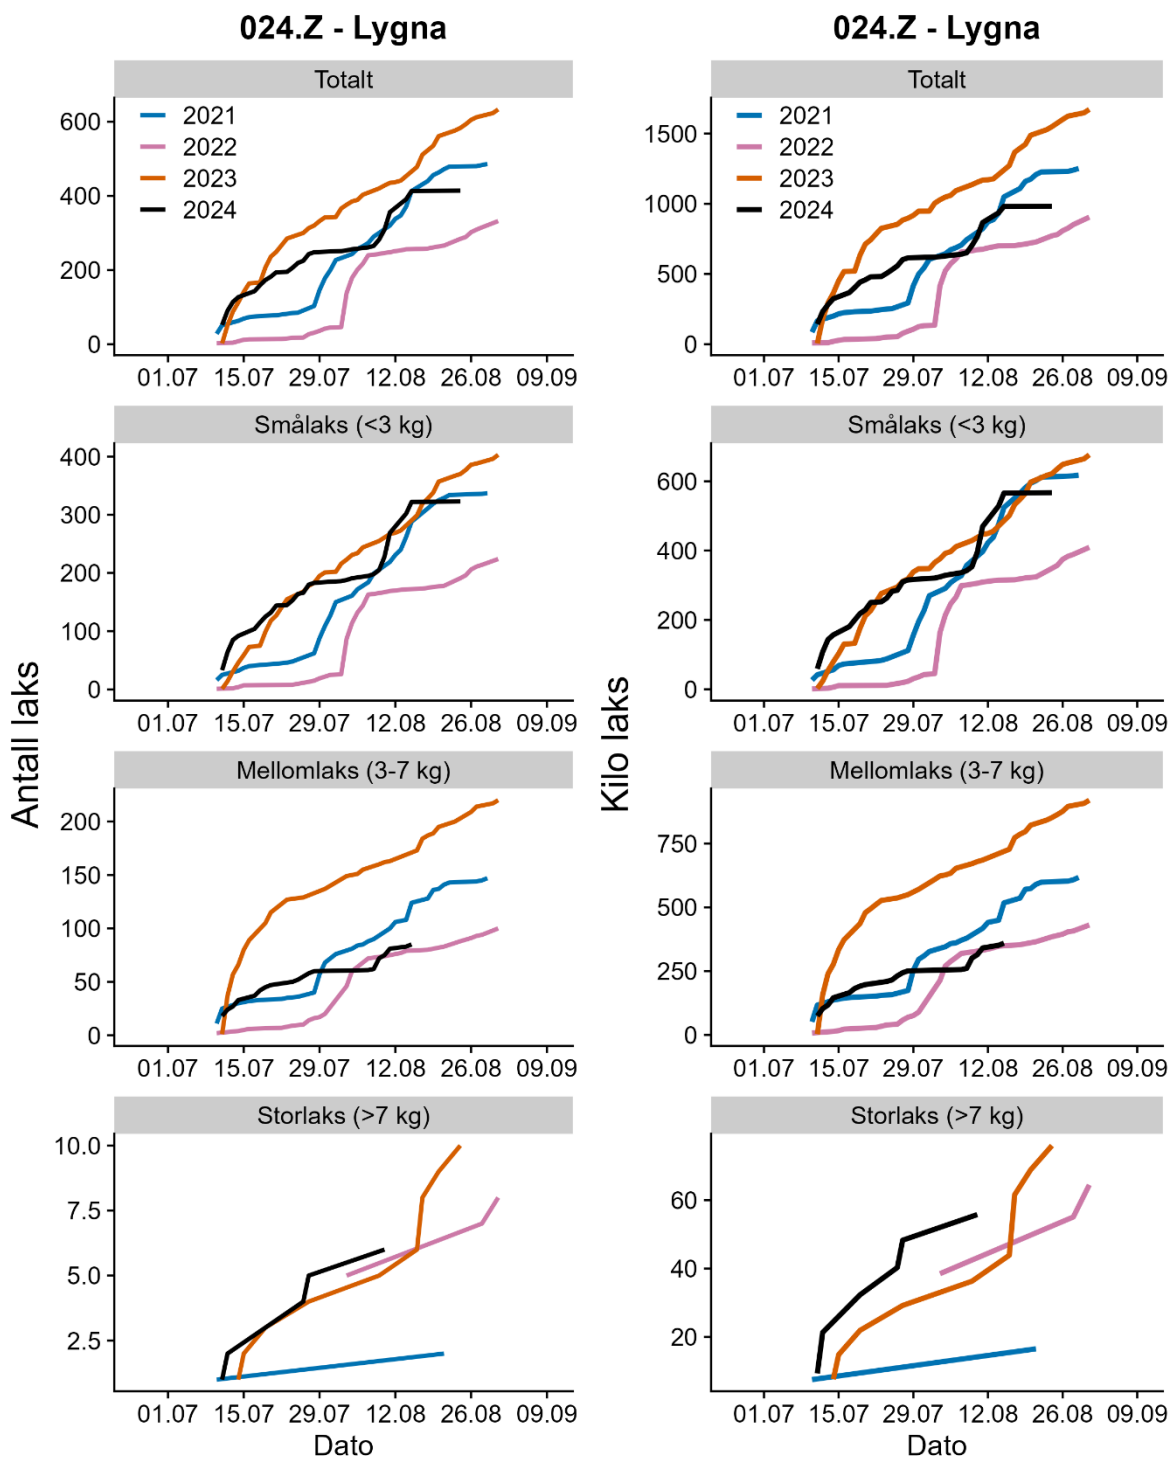 024.Z - Lygna
Totalt
2021
2022
2023
2024
600
400
200
0
01.07 15.07 29.07 12.08 26.08 09.09
Smålaks (<3 kg)
400
300
200
100
0
01.07 15.07 29.07 12.08 26.08 09.09
Mellomlaks (3-7 kg)
200
150
100
50
0
01.07 15.07 29.07 12.08 26.08 09.09
Storlaks (>7 kg)
10.0
7.5
5.0
2.5
01.07 15.07 29.07 12.08 26.08 09.09
Antall laks
Dato
024.Z - Lygna
Totalt
2021
2022
2023
2024
1500
1000
500
0
01.07 15.07 29.07 12.08 26.08 09.09
Smålaks (<3 kg)
600
400
200
0
01.07 15.07 29.07 12.08 26.08 09.09
Mellomlaks (3-7 kg)
750
500
250
0
01.07 15.07 29.07 12.08 26.08 09.09
Storlaks (>7 kg)
60
40
20
01.07 15.07 29.07 12.08 26.08 09.09
Kilo laks
Dato